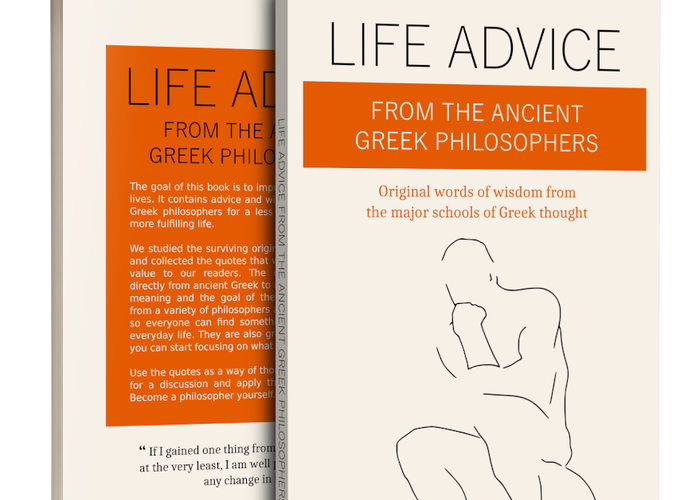 LIFE ADVICE
FROM THE ANCIENT
GREEK PHILOSOPHERS
Original words of wisdom from
the major schools of Greek thought
LIFE ADVICE FROM THE ANCIENT GREEK PHILOSOPHERS
LIFE AD
FROM THE
GREEK PHILO
The goal of this book is to
lives. It contains advice and
Greek philosophers for a less
more fulfilling life.
We studied the surviving
and collected the quotes that
value to our readers. The
directly from ancient Greek to
meaning and the goal of the
from a variety of philosophers
so everyone can find
everyday life. They are also
you can start focusing on what
Use the quotes as a way of
for a discussion and apply
Become a philosopher yourself.
“ If I gained one thing from
at the very least, I am well
any change in